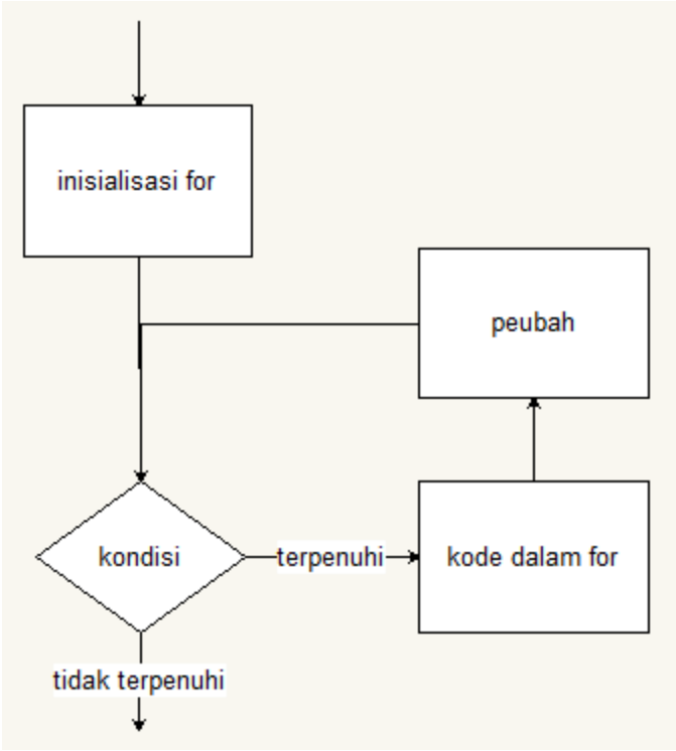 inisialisasi for
peubah
kondisi
terpenuhi
kode dalam for
tidak terpenuhi